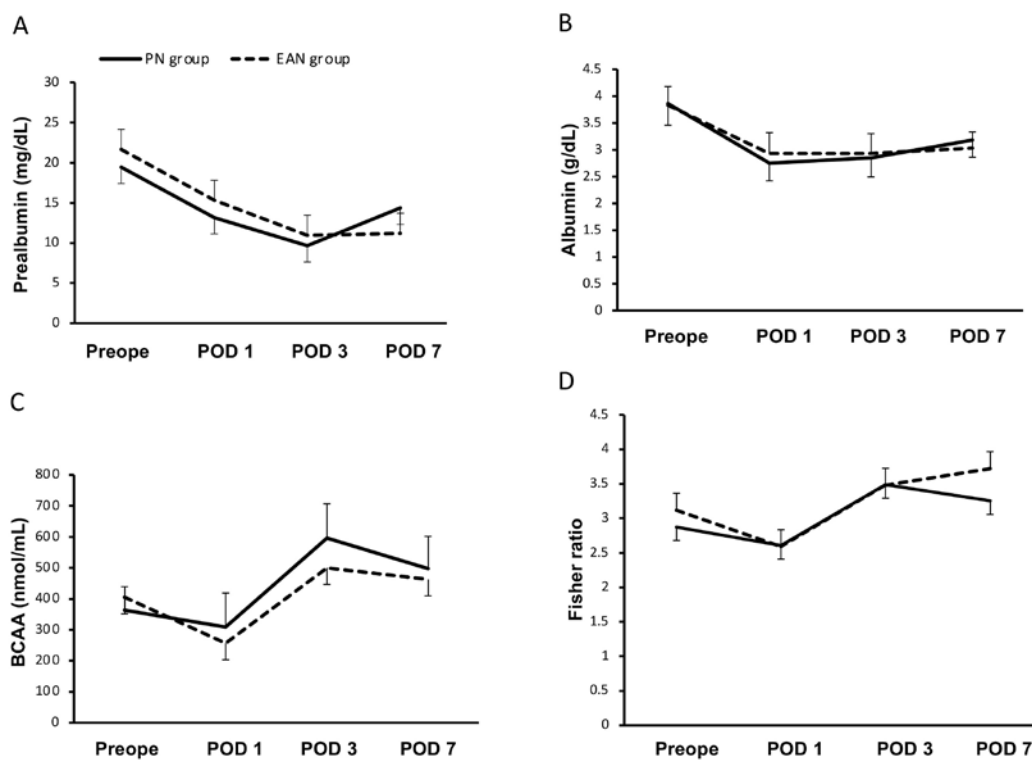 A
PN group
EAN group
Prealbumin (mg/dL)
30
25
20
15
10
5
0
Preope
POD 1
POD 3
POD 7
B
Albumin (g/dL)
4.5
4
3.5
3
2.5
2
1.5
1
0.5
0
Preope
POD 1
POD 3
POD 7
C
BCAA (nmol/mL)
800
700
600
500
400
300
200
100
0
Preope
POD 1
POD 3
POD 7
D
Fisher ratio
4.5
4
3.5
3
2.5
2
1.5
1
0.5
0
Preope
POD 1
POD 3
POD 7